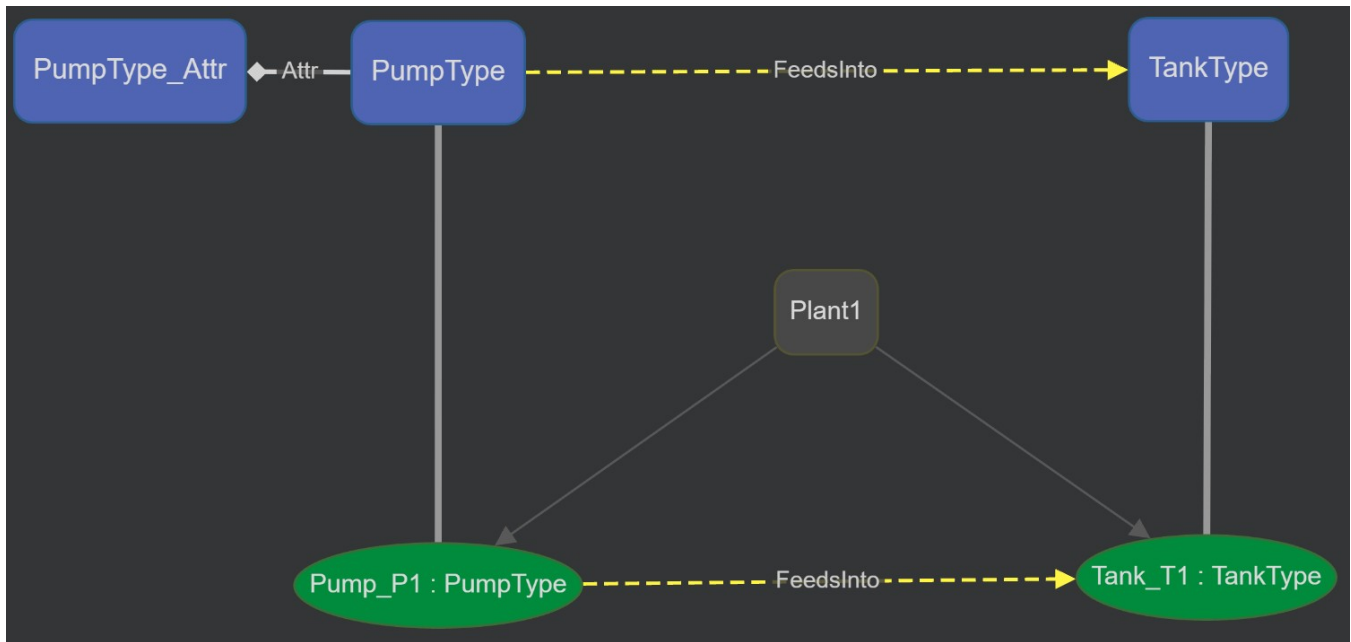 PumpType_Attr
Attr
PumpType
FeedsInto
TankType
Plant1
Pump_P1 : PumpType
FeedsInto
Tank_T1 : TankType